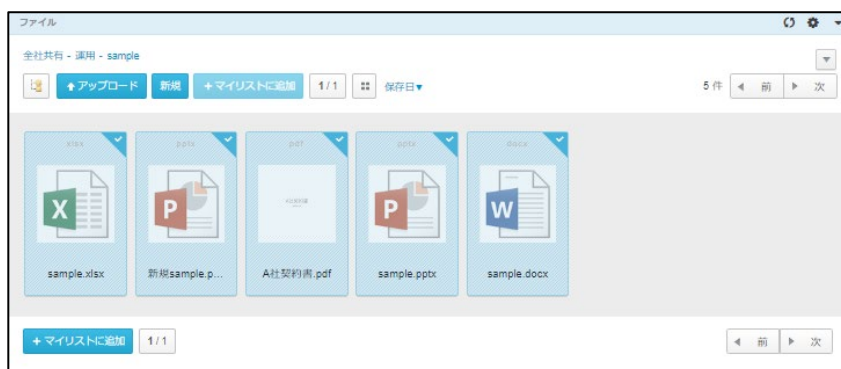 ファイル
全社共有 - 運用 - sample
アップロード 新規 +マイリストに追加 1/1 保存日▼ 5 件 前 次
xlsx pptx pdf pptx docx
sample.xlsx 新規sample.p... A社契約書.pdf sample.pptx sample.docx
+ マイリストに追加 1/1 前 次